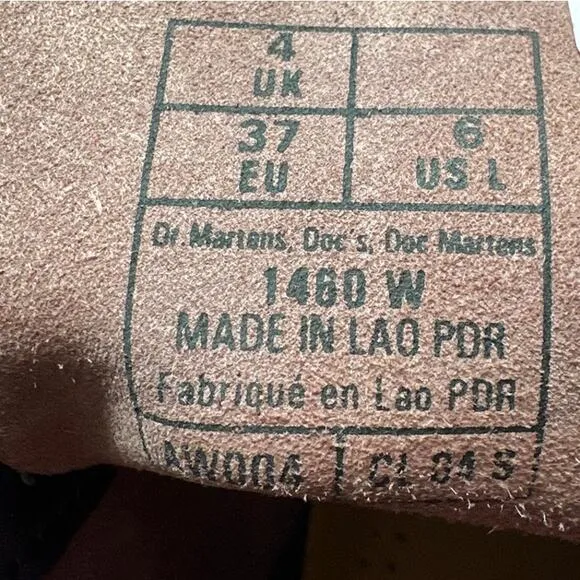 4
UK
37 6
EU US L
Dr Martens, Doc's, Doc Martens
1460 W
MADE IN LAO PDR
Fabriqué en Lao PDR
AW004 CL 04 S